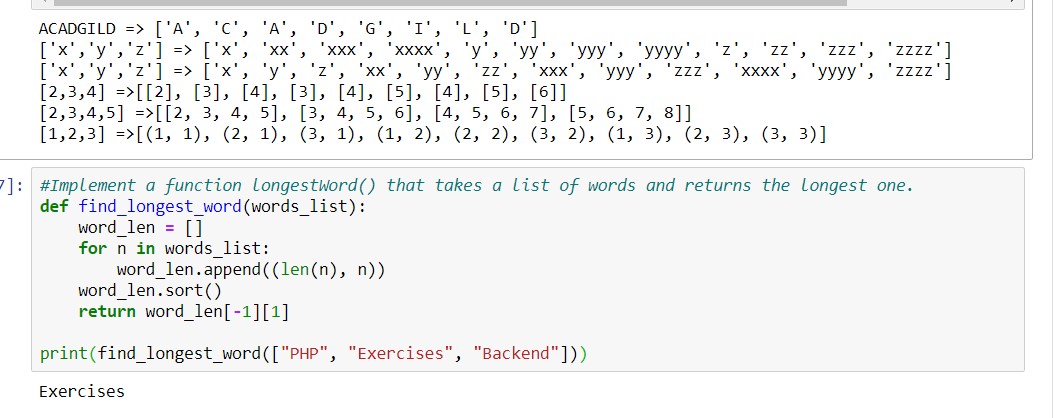 ACADGILD => ['A', 'C', 'A', 'D', 'G', 'I', 'L', 'D']
['x','y','z'] => ['x', 'xx', 'xxx', 'xxxx', 'y', 'yy', 'yyy', 'yyyy', 'z', 'zz', 'zzz', 'zzzz']
['x','y','z'] => ['x', 'y', 'z', 'xx', 'yy', 'zz', 'xxx', 'yyy', 'zzz', 'xxxx', 'yyyy', 'zzzz']
[2,3,4] =>[[2], [3], [4], [3], [4], [5], [4], [5], [6]]
[2,3,4,5] =>[[2, 3, 4, 5], [3, 4, 5, 6], [4, 5, 6, 7], [5, 6, 7, 8]]
[1,2,3] =>[(1, 1), (2, 1), (3, 1), (1, 2), (2, 2), (3, 2), (1, 3), (2, 3), (3, 3)]
7]: #Implement a function longestWord() that takes a list of words and returns the longest one.
def find_longest_word(words_list):
    word_len = []
    for n in words_list:
        word_len.append((len(n), n))
    word_len.sort()
    return word_len[-1][1]
print(find_longest_word(["PHP", "Exercises", "Backend"]))
Exercises